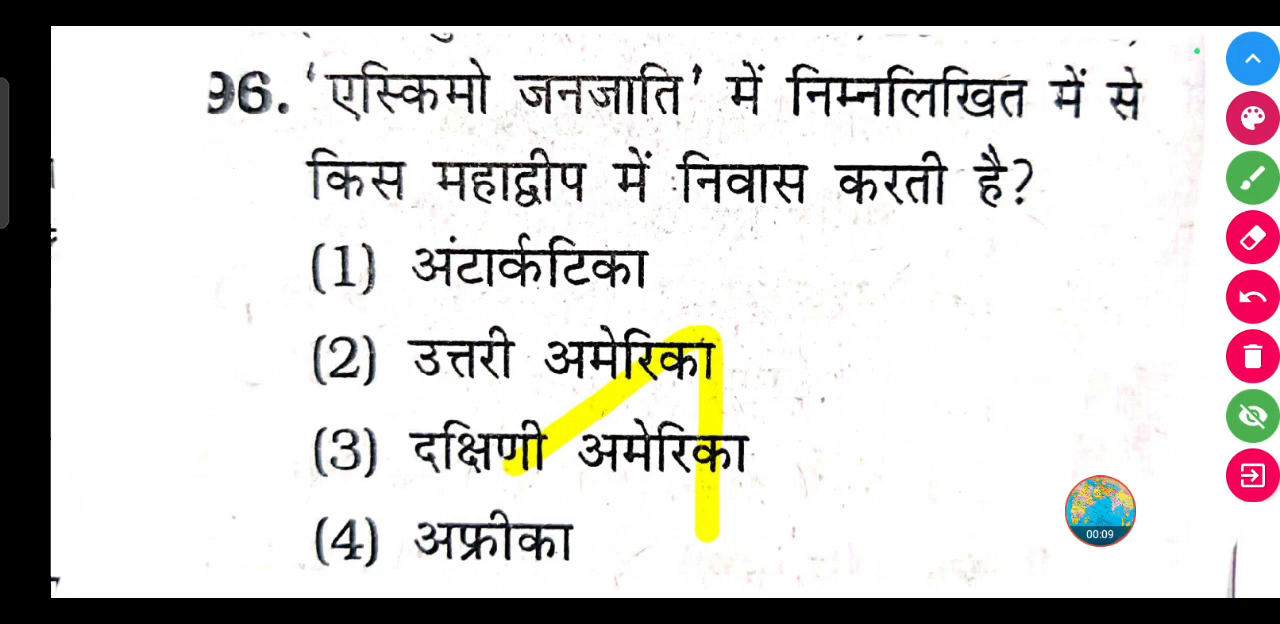 96. 'एस्किमो जनजाति' में निम्नलिखित में से
किस महाद्वीप में निवास करती है?
(1) अंटार्कटिका
(2) उत्तरी अमेरिका
(3) दक्षिणी अमेरिका
(4) अफ्रीका
00:09